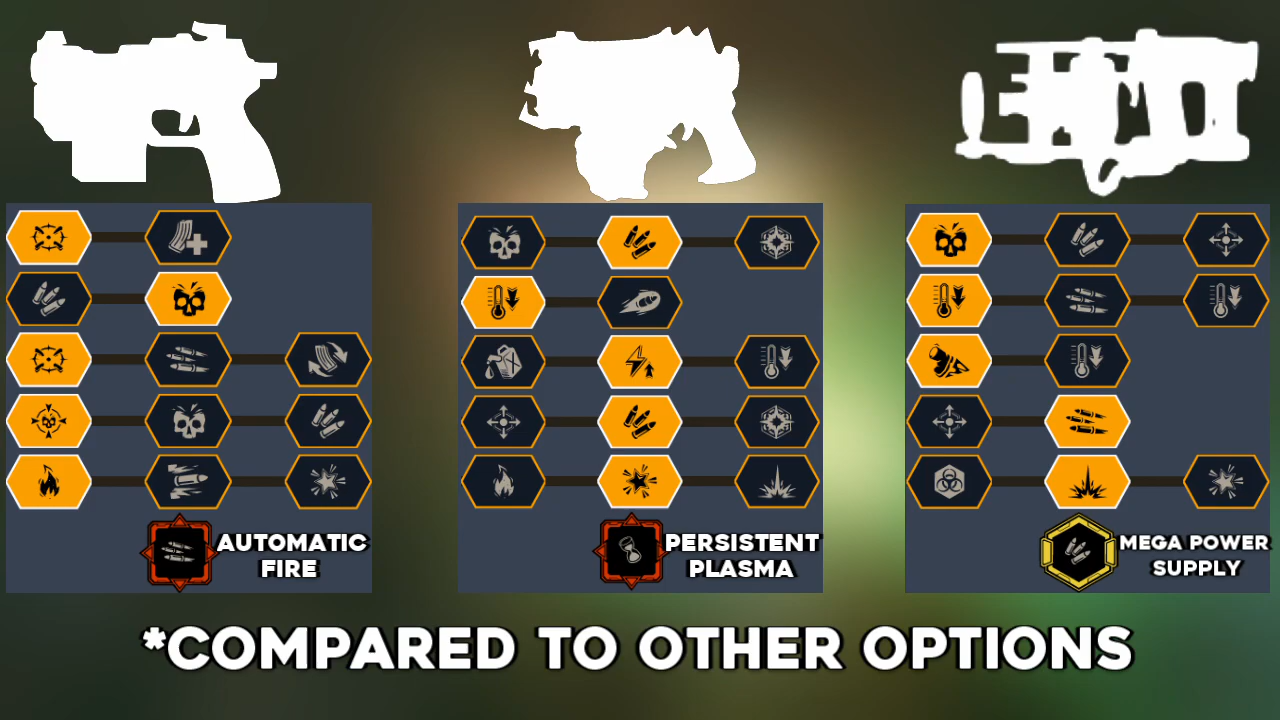 AUTOMATIC
FIRE
PERSISTENT
PLASMA
MEGA POWER
SUPPLY
*COMPARED TO OTHER OPTIONS